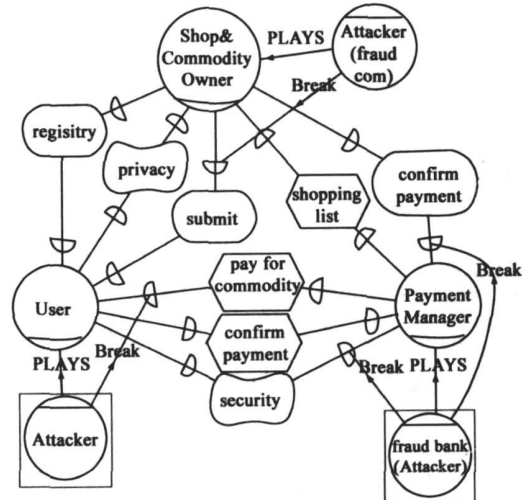 Shop&
Commodity
Owner
PLAYS
Attacker
(fraud
com)
Break
regisitry
privacy
submit
shopping
list
confirm
payment
User
pay for
commodity
confirm
payment
security
Payment
Manager
Break
PLAYS
Break
Attacker
Break
PLAYS
fraud bank
(Attacker)